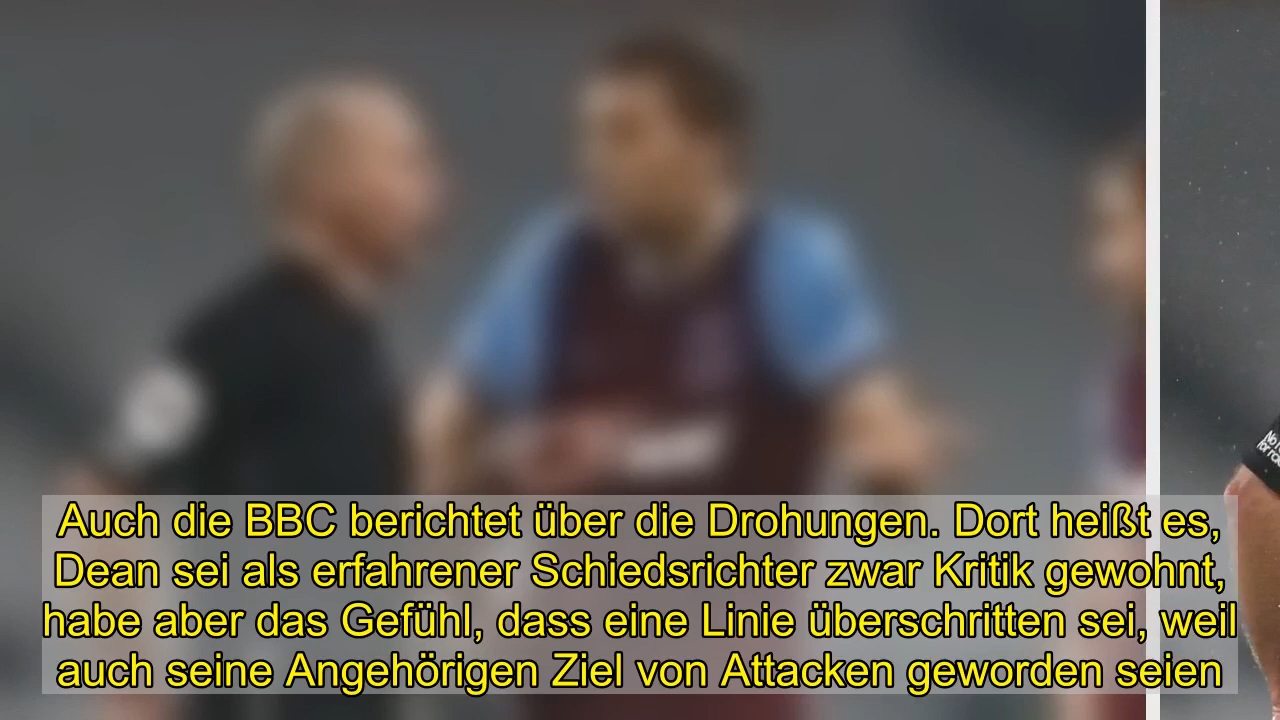 Auch die BBC berichtet über die Drohungen. Dort heißt es,
Dean sei als erfahrener Schiedsrichter zwar Kritik gewohnt,
habe aber das Gefühl, dass eine Linie überschritten sei, weil
auch seine Angehörigen Ziel von Attacken geworden seien